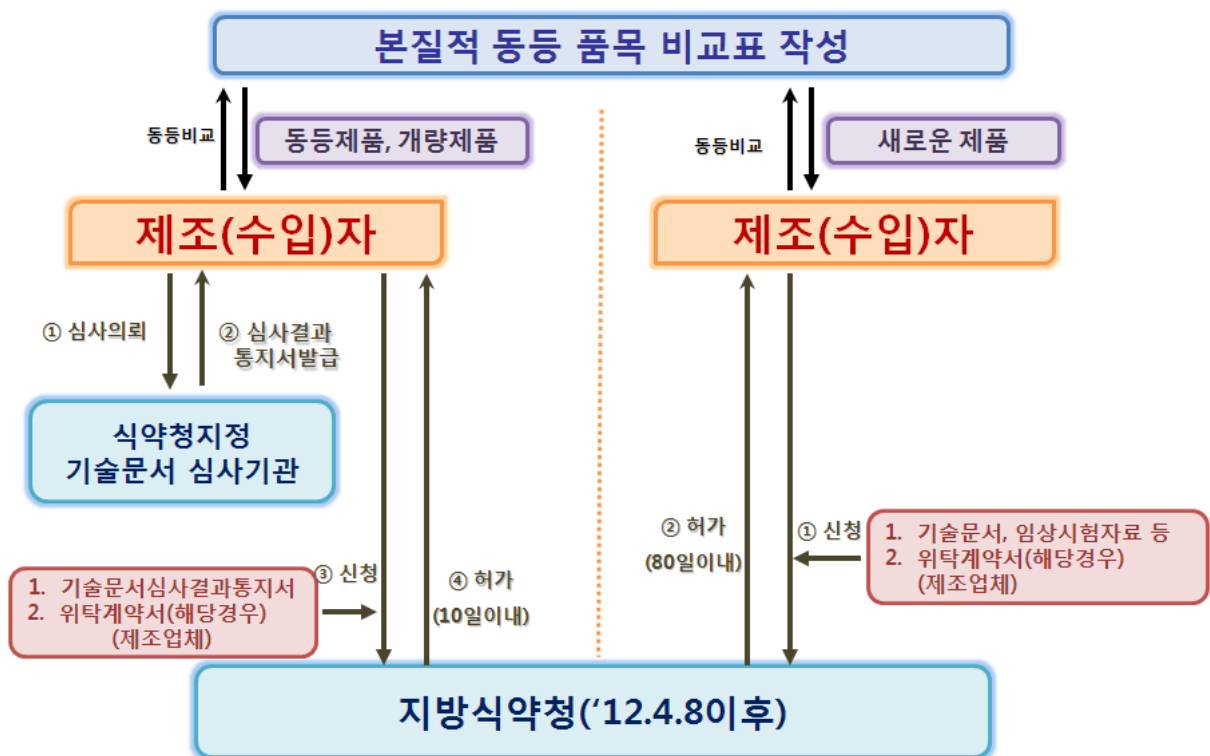 본질적 동등 품목 비교표 작성
동등비교
동등제품, 개량제품
동등비교
새로운 제품
제조(수입)자
제조(수입)자
① 심사의뢰
② 심사결과
통지서발급
식약청지정
기술문서 심사기관
1. 기술문서심사결과통지서
2. 위탁계약서(해당경우)
(제조업체)
③ 신청
④ 허가
(10일이내)
② 허가
(80일이내)
① 신청
1. 기술문서, 임상시험자료 등
2. 위탁계약서(해당경우)
(제조업체)
지방식약청(‘12.4.8이후)